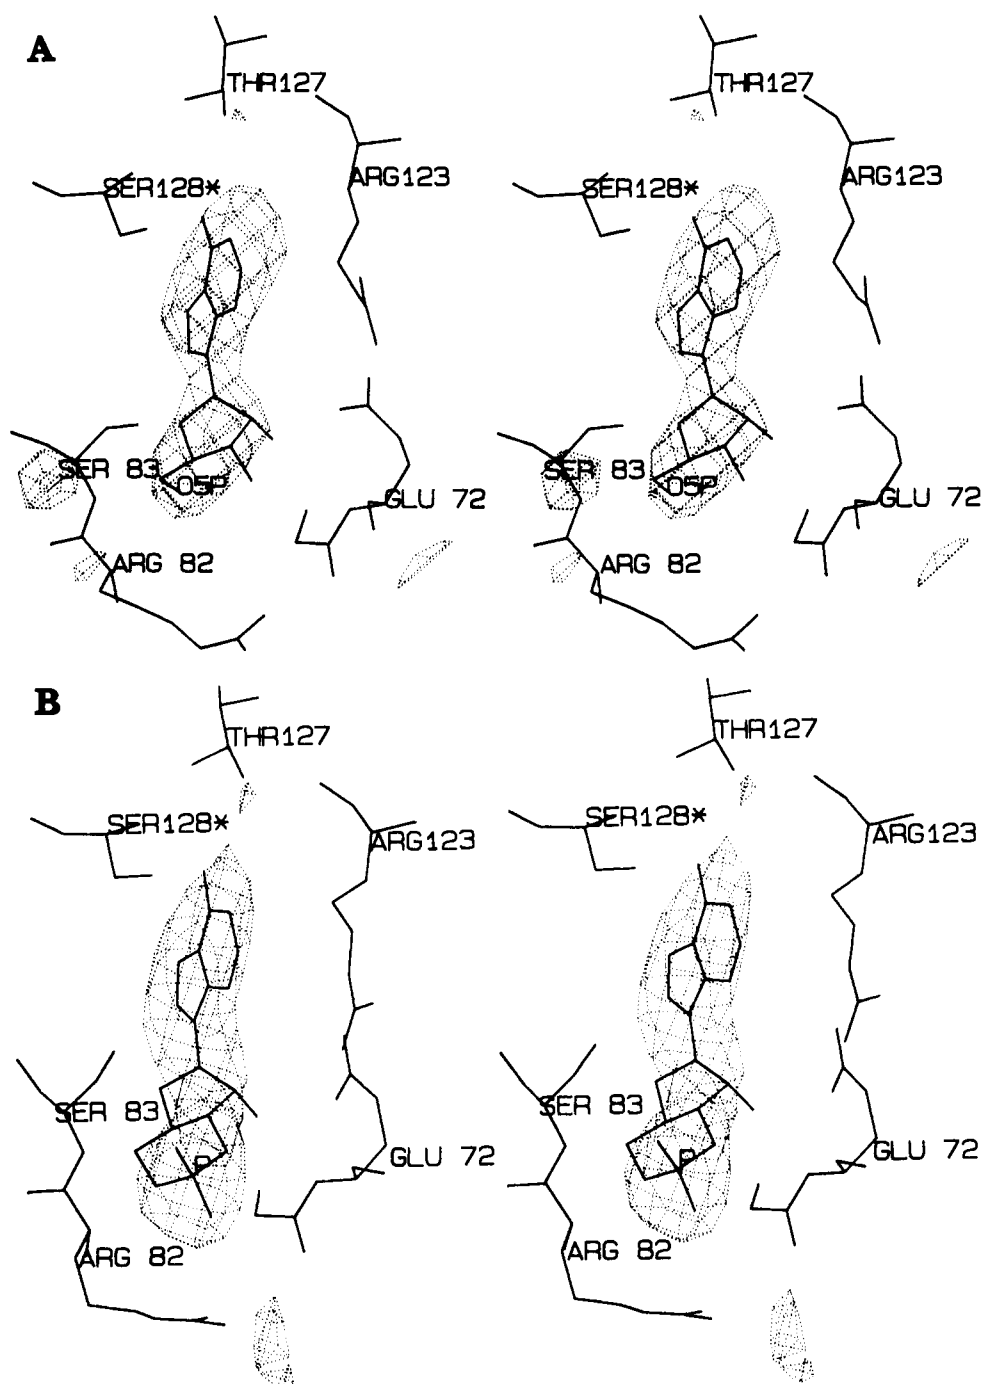 A
THR127 THR127
SER128* ARG123 SER128* ARG123
SER 83 O5P SER 83 O5P
GLU 72 GLU 72
ARG 82 ARG 82
B
THR127 THR127
SER128* ARG123 SER128* ARG123
SER 83 SER 83
P GLU 72 P GLU 72
ARG 82 ARG 82